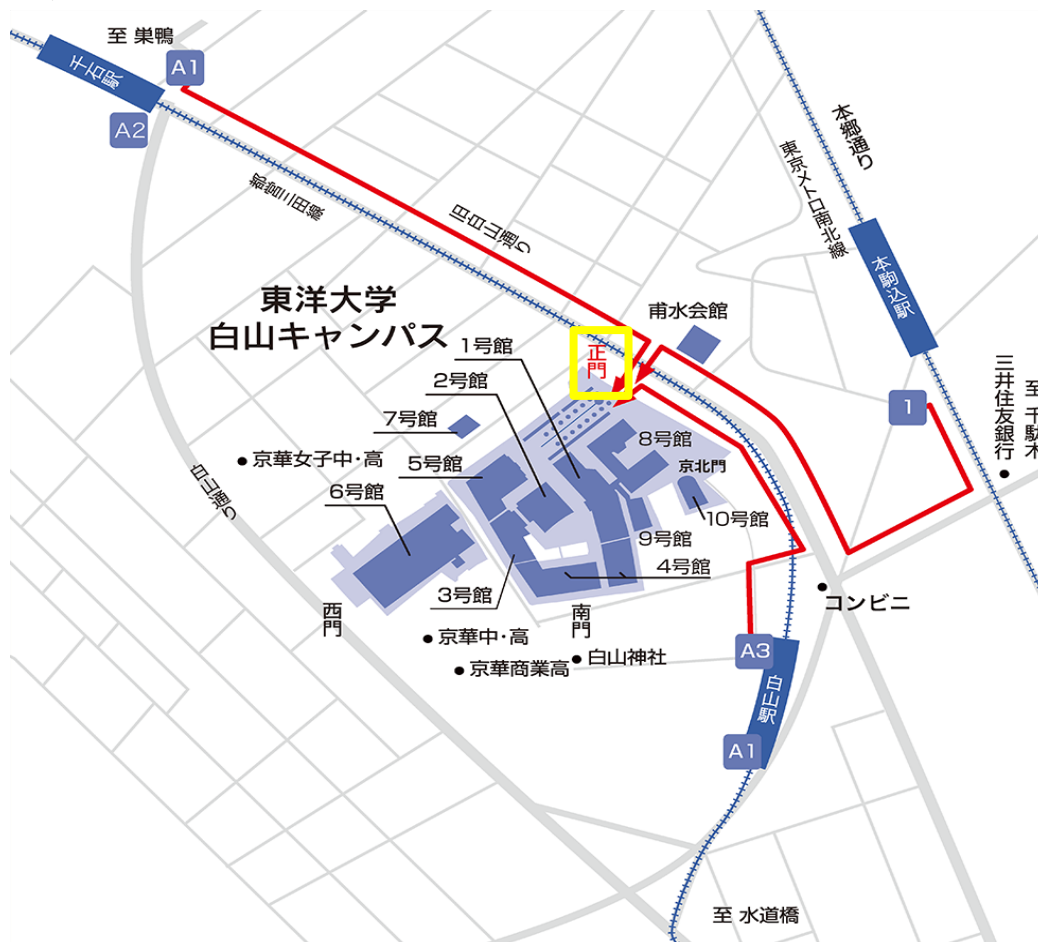 至 巣鴨
A1
千石駅
A2
都営三田線
旧白山通り
本郷通り
東京メトロ南北線
本駒込駅
甫水会館
1
三井住友銀行
至 千駄木
東洋大学
白山キャンパス
正門
1号館
2号館
7号館
5号館
6号館
京華女子中・高
白山通り
8号館
京北門
10号館
9号館
4号館
3号館
西門
南門
京華中・高
京華商業高
白山神社
コンビニ
A3
白山駅
A1
至 水道橋